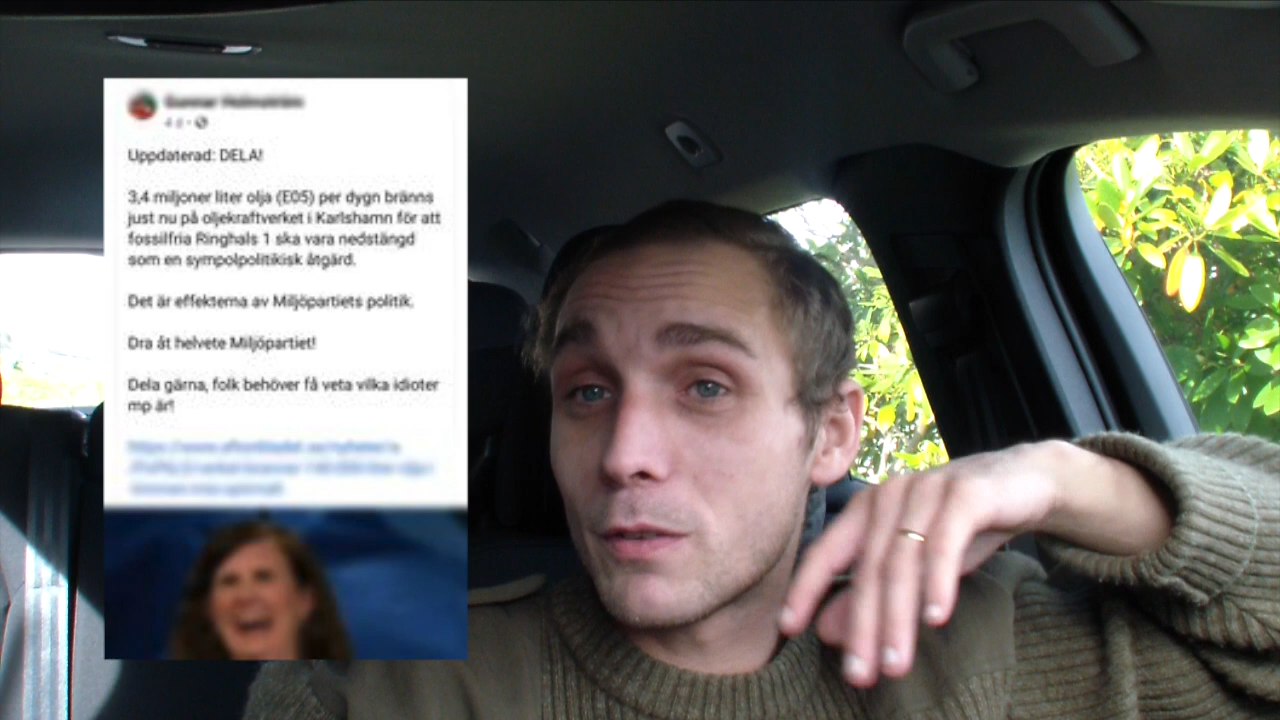 Uppdaterad: DELA!
3,4 miljoner liter olja (E05) per dygn bränns
just nu på oljekraftverket i Karlshamn för att
fossilfria Ringhals 1 ska vara nedstängd
som en sympolpolitikisk åtgärd.
Det är effekterna av Miljöpartiets politik.
Dra åt helvete Miljöpartiet!
Dela gärna, folk behöver få veta vilka idioter
mp är!